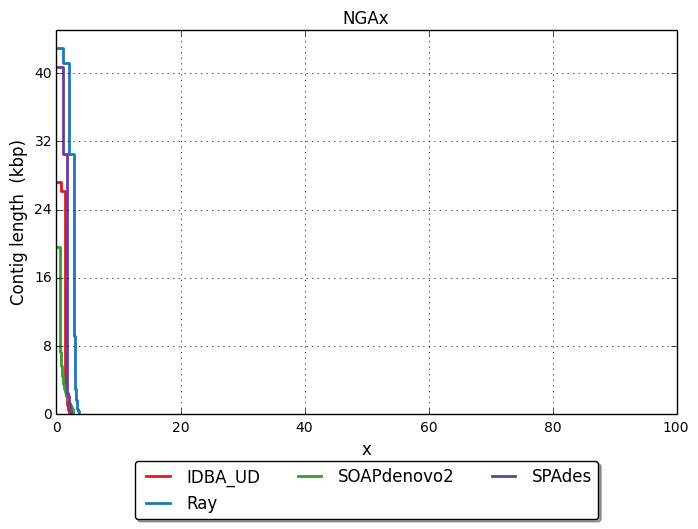 NGAx
40
32
24
16
8
0
Contig length (kbp)
0 20 40 60 80 100
x
IDBA_UD SOAPdenovo2 SPAdes
Ray